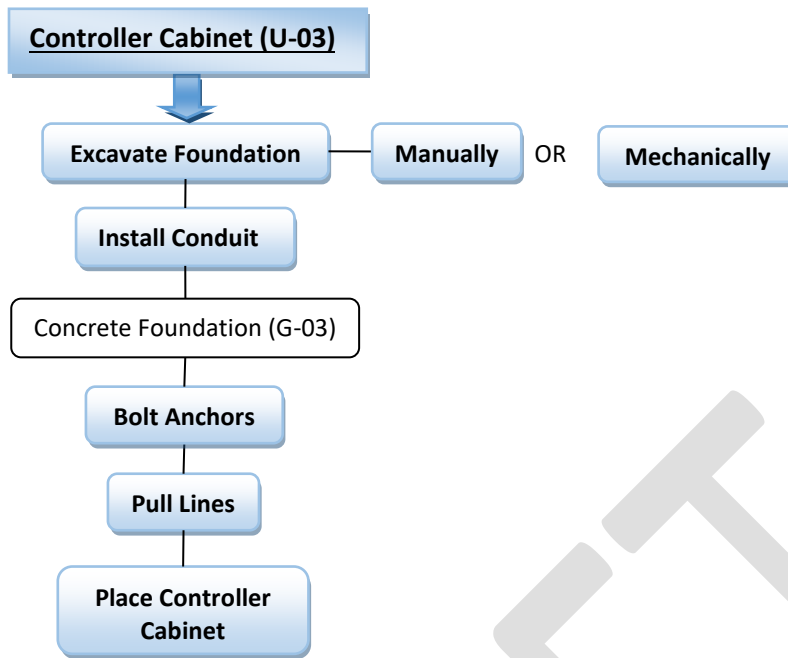 Controller Cabinet (U-03)
Excavate Foundation
Manually
OR
Mechanically
Install Conduit
Concrete Foundation (G-03)
Bolt Anchors
Pull Lines
Place Controller
Cabinet